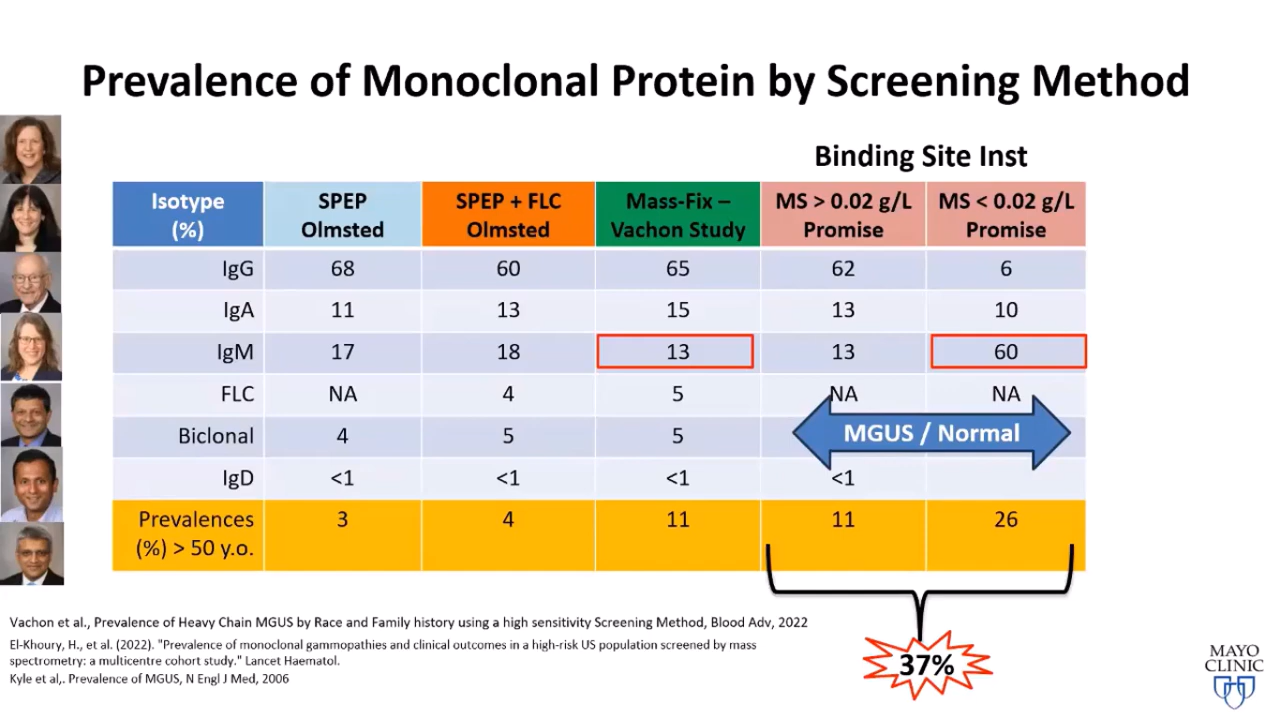 Prevalence of Monoclonal Protein by Screening Method
Binding Site Inst
Isotype (%) SPEP Olmsted SPEP + FLC Olmsted Mass-Fix – Vachon Study MS > 0.02 g/L Promise MS < 0.02 g/L Promise
IgG 68 60 65 62 6
IgA 11 13 15 13 10
IgM 17 18 13 13 60
FLC NA 4 5 NA NA
Biclonal 4 5 5
MGUS / Normal
IgD <1 <1 <1 <1
Prevalences (%) > 50 y.o. 3 4 11 11 26
Vachon et al., Prevalence of Heavy Chain MGUS by Race and Family history using a high sensitivity Screening Method, Blood Adv, 2022
El-Khoury, H., et al. (2022). "Prevalence of monoclonal gammopathies and clinical outcomes in a high-risk US population screened by mass
spectrometry: a multicentre cohort study." Lancet Haematol.
Kyle et al,. Prevalence of MGUS, N Engl J Med, 2006
37%
MAYO
CLINIC